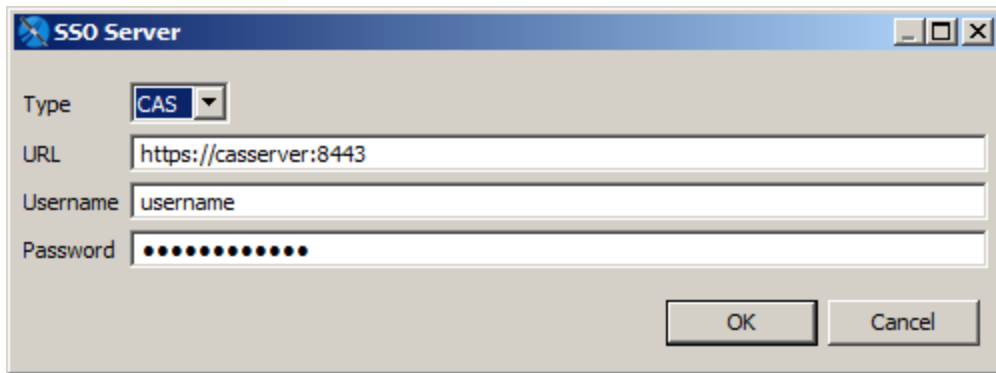 SSO Server
Type CAS
URL https://casserver:8443
Username username
Password ●●●●●●●●●●●●
OK Cancel